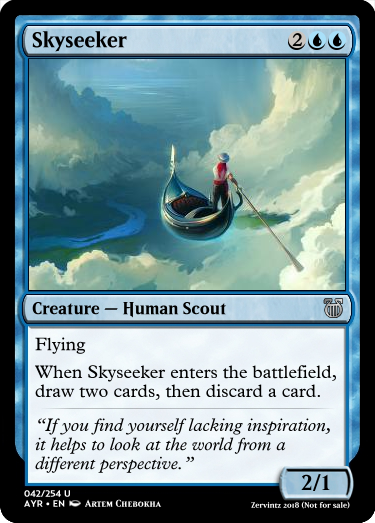 Skyseeker 2
Creature — Human Scout
Flying
When Skyseeker enters the battlefield,
draw two cards, then discard a card.
“If you find yourself lacking inspiration,
it helps to look at the world from a
different perspective.”
2/1
042/254 U
AYR • EN Artem Chebokha
Zervintz 2018 (Not for sale)